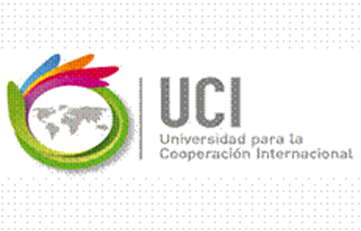 UCI
Universidad para la
Cooperación Internacional